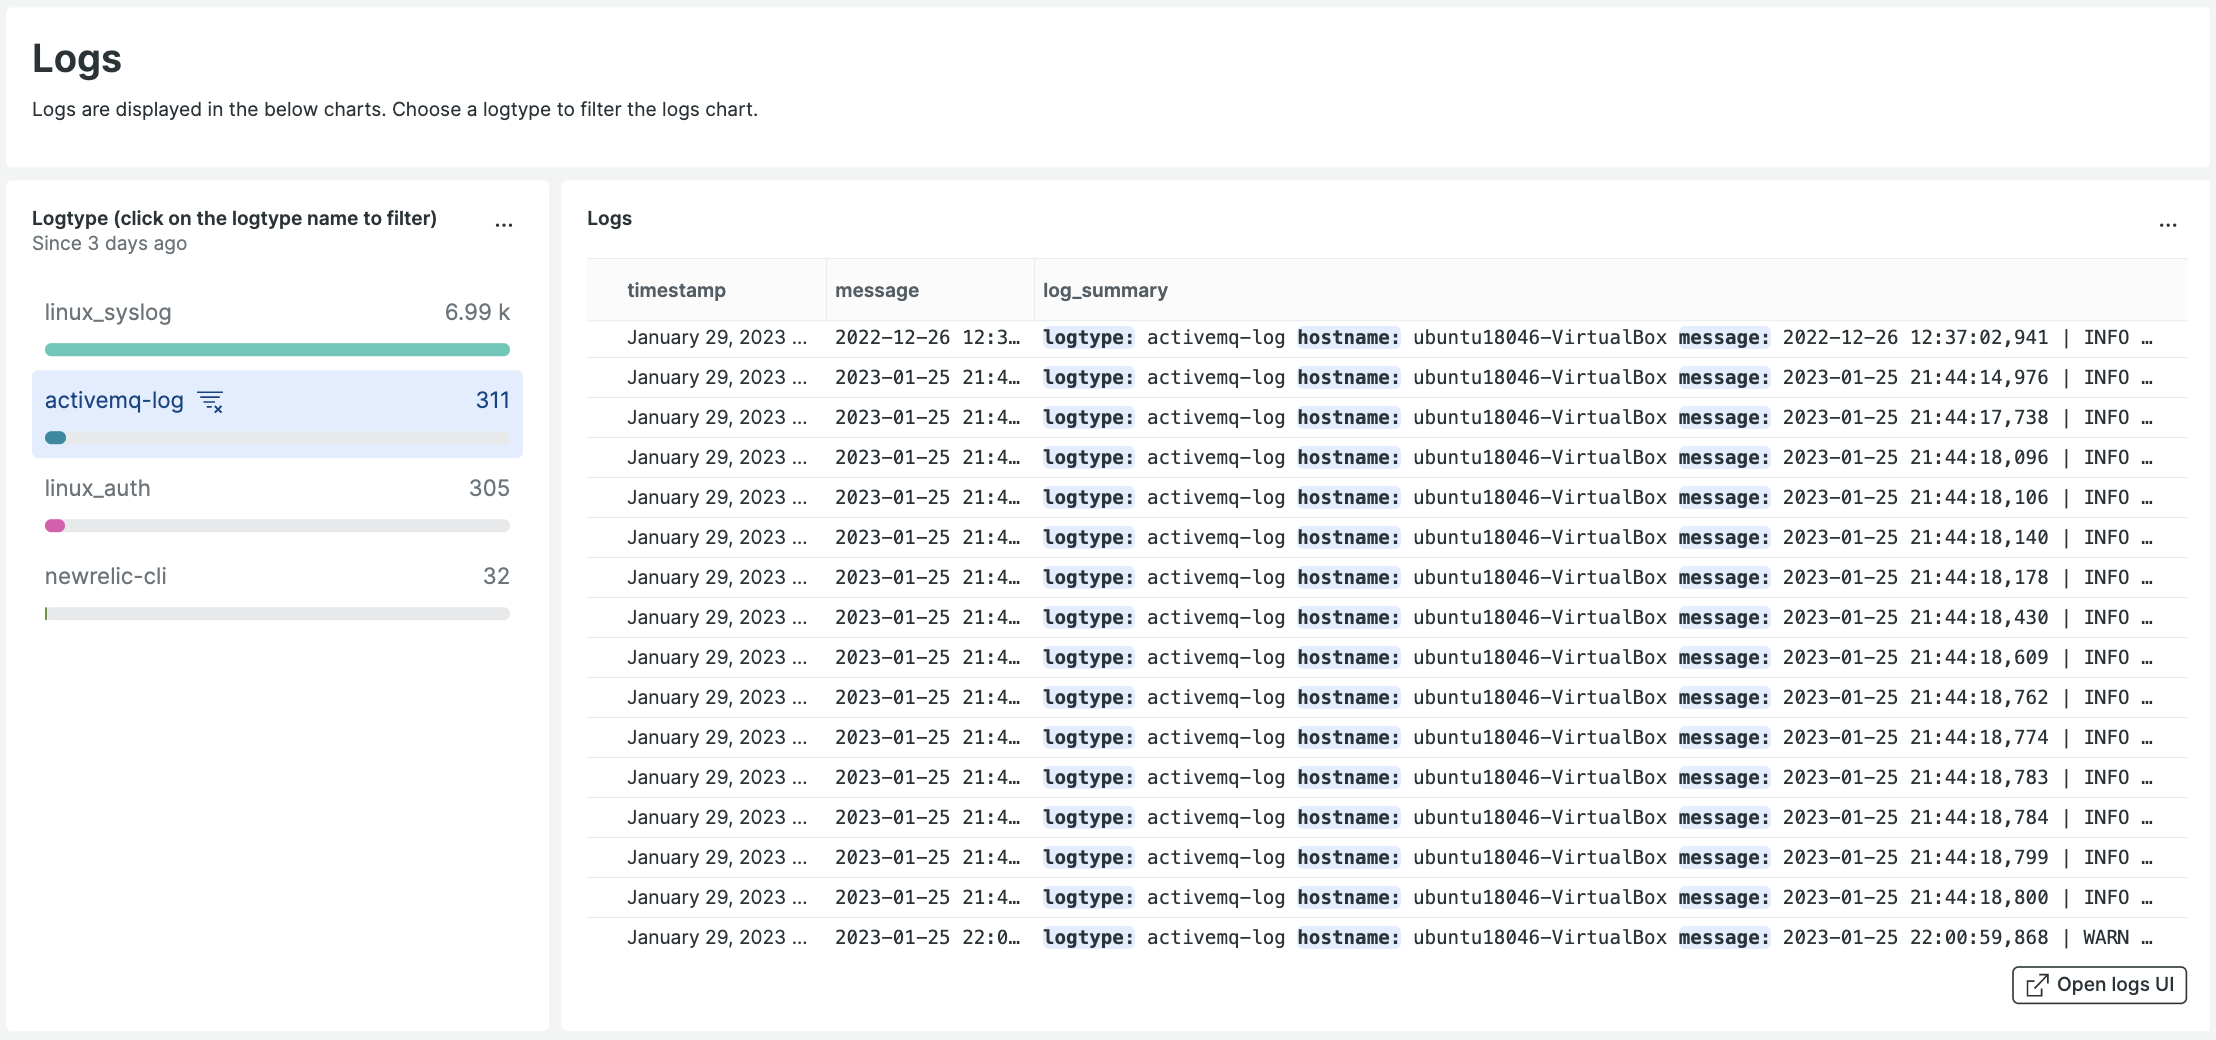 Logs
Logs are displayed in the below charts. Choose a logtype to filter the logs chart.
Logtype (click on the logtype name to filter) ...
Since 3 days ago
linux_syslog 6.99 k
activemq-log 311
linux_auth 305
newrelic-cli 32
Logs ...
timestamp message log_summary
January 29, 2023 ... 2022-12-26 12:3… logtype: activemq-log hostname: ubuntu18046-VirtualBox message: 2022-12-26 12:37:02,941 | INFO …
January 29, 2023 ... 2023-01-25 21:4… logtype: activemq-log hostname: ubuntu18046-VirtualBox message: 2023-01-25 21:44:14,976 | INFO …
January 29, 2023 ... 2023-01-25 21:4… logtype: activemq-log hostname: ubuntu18046-VirtualBox message: 2023-01-25 21:44:17,738 | INFO …
January 29, 2023 ... 2023-01-25 21:4… logtype: activemq-log hostname: ubuntu18046-VirtualBox message: 2023-01-25 21:44:18,096 | INFO …
January 29, 2023 ... 2023-01-25 21:4… logtype: activemq-log hostname: ubuntu18046-VirtualBox message: 2023-01-25 21:44:18,106 | INFO …
January 29, 2023 ... 2023-01-25 21:4… logtype: activemq-log hostname: ubuntu18046-VirtualBox message: 2023-01-25 21:44:18,140 | INFO …
January 29, 2023 ... 2023-01-25 21:4… logtype: activemq-log hostname: ubuntu18046-VirtualBox message: 2023-01-25 21:44:18,178 | INFO …
January 29, 2023 ... 2023-01-25 21:4… logtype: activemq-log hostname: ubuntu18046-VirtualBox message: 2023-01-25 21:44:18,430 | INFO …
January 29, 2023 ... 2023-01-25 21:4… logtype: activemq-log hostname: ubuntu18046-VirtualBox message: 2023-01-25 21:44:18,609 | INFO …
January 29, 2023 ... 2023-01-25 21:4… logtype: activemq-log hostname: ubuntu18046-VirtualBox message: 2023-01-25 21:44:18,762 | INFO …
January 29, 2023 ... 2023-01-25 21:4… logtype: activemq-log hostname: ubuntu18046-VirtualBox message: 2023-01-25 21:44:18,774 | INFO …
January 29, 2023 ... 2023-01-25 21:4… logtype: activemq-log hostname: ubuntu18046-VirtualBox message: 2023-01-25 21:44:18,783 | INFO …
January 29, 2023 ... 2023-01-25 21:4… logtype: activemq-log hostname: ubuntu18046-VirtualBox message: 2023-01-25 21:44:18,784 | INFO …
January 29, 2023 ... 2023-01-25 21:4… logtype: activemq-log hostname: ubuntu18046-VirtualBox message: 2023-01-25 21:44:18,799 | INFO …
January 29, 2023 ... 2023-01-25 21:4… logtype: activemq-log hostname: ubuntu18046-VirtualBox message: 2023-01-25 21:44:18,800 | INFO …
January 29, 2023 ... 2023-01-25 22:0… logtype: activemq-log hostname: ubuntu18046-VirtualBox message: 2023-01-25 22:00:59,868 | WARN …
Open logs UI